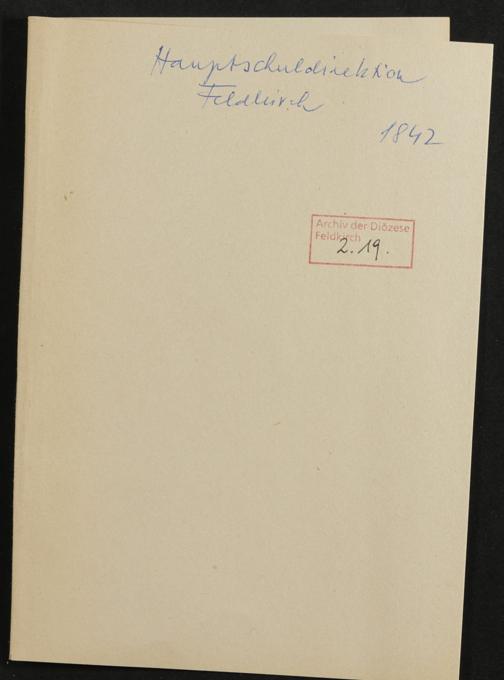 Hauptschuldirektion
Feldkirch
1842
Archiv der Diözese
Feldkirch
2.19.